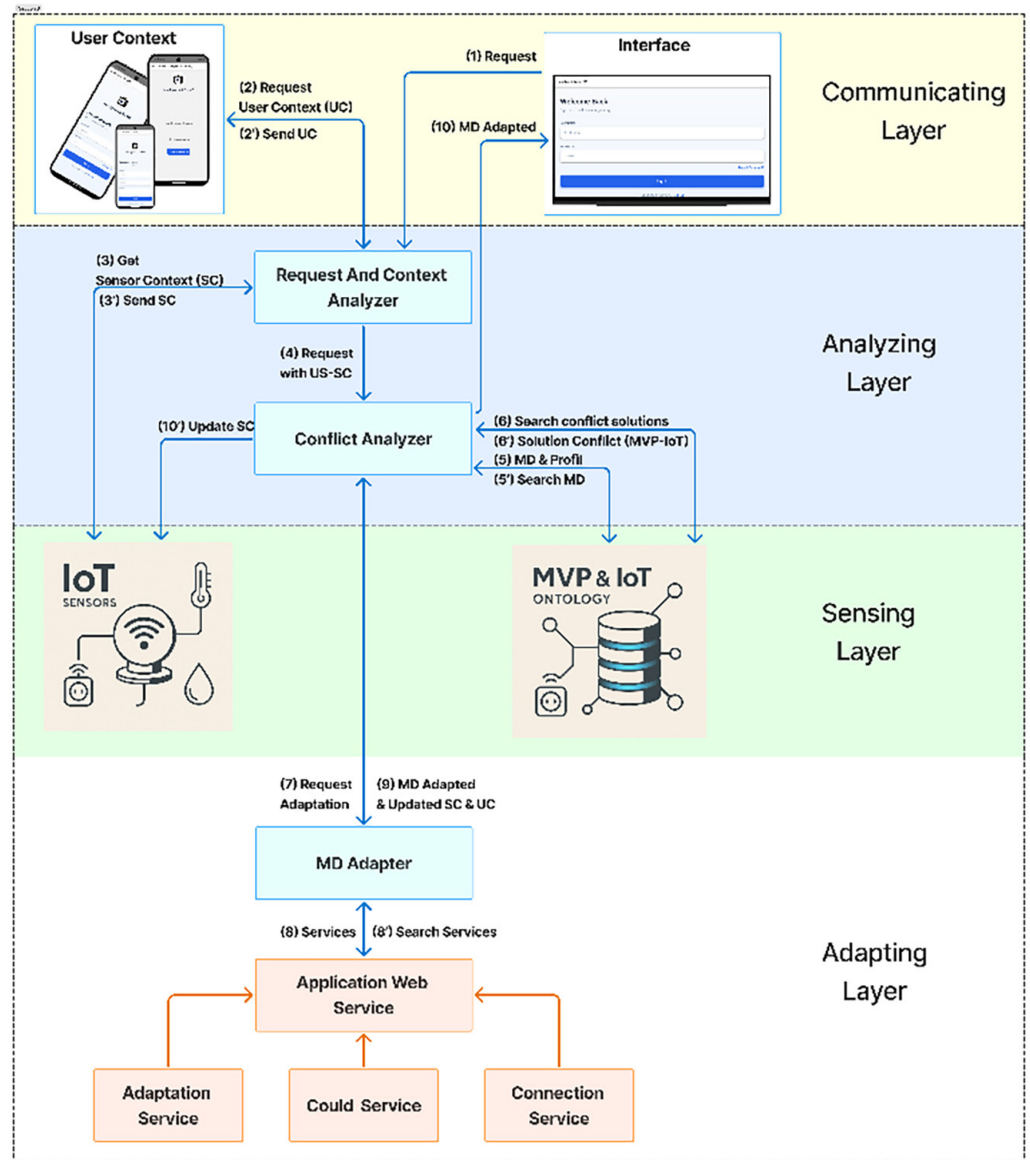 User Context
Interface
(1) Request
(2) Request
User Context (UC)
(2') Send UC
(10) MD Adapted
Welcome Back
Communicating
Layer
(3) Get
Sensor Context (SC)
(3') Send SC
Request And Context
Analyzer
(4) Request
with US-SC
Analyzing
Layer
(10') Update SC
Conflict Analyzer
(6) Search conflict solutions
(6') Solution Conflict (MVP-IoT)
(5) MD & Profil
(5') Search MD
IoT
SENSORS
MVP & IoT
ONTOLOGY
Sensing
Layer
(7) Request
Adaptation
(9) MD Adapted
& Updated SC & UC
MD Adapter
(8) Services
(8') Search Services
Application Web
Service
Adapting
Layer
Adaptation
Service
Could Service
Connection
Service